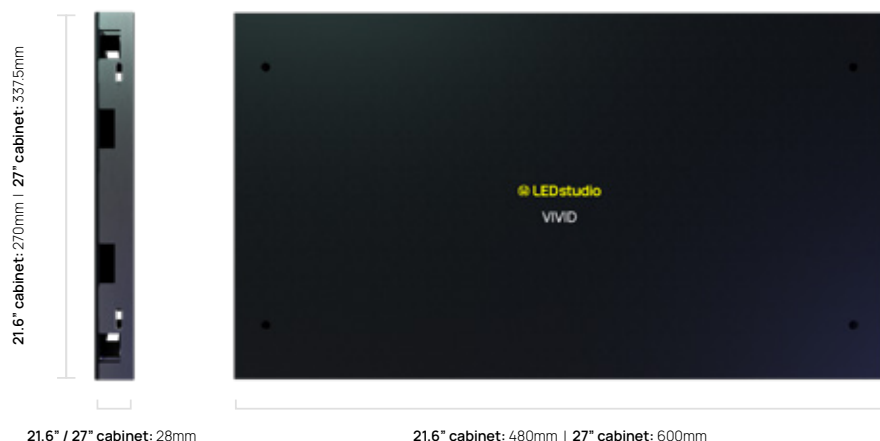 21.6” cabinet: 270mm | 27” cabinet: 337.5mm
LEDstudio
VIVID
21.6” / 27” cabinet: 28mm
21.6” cabinet: 480mm | 27” cabinet: 600mm